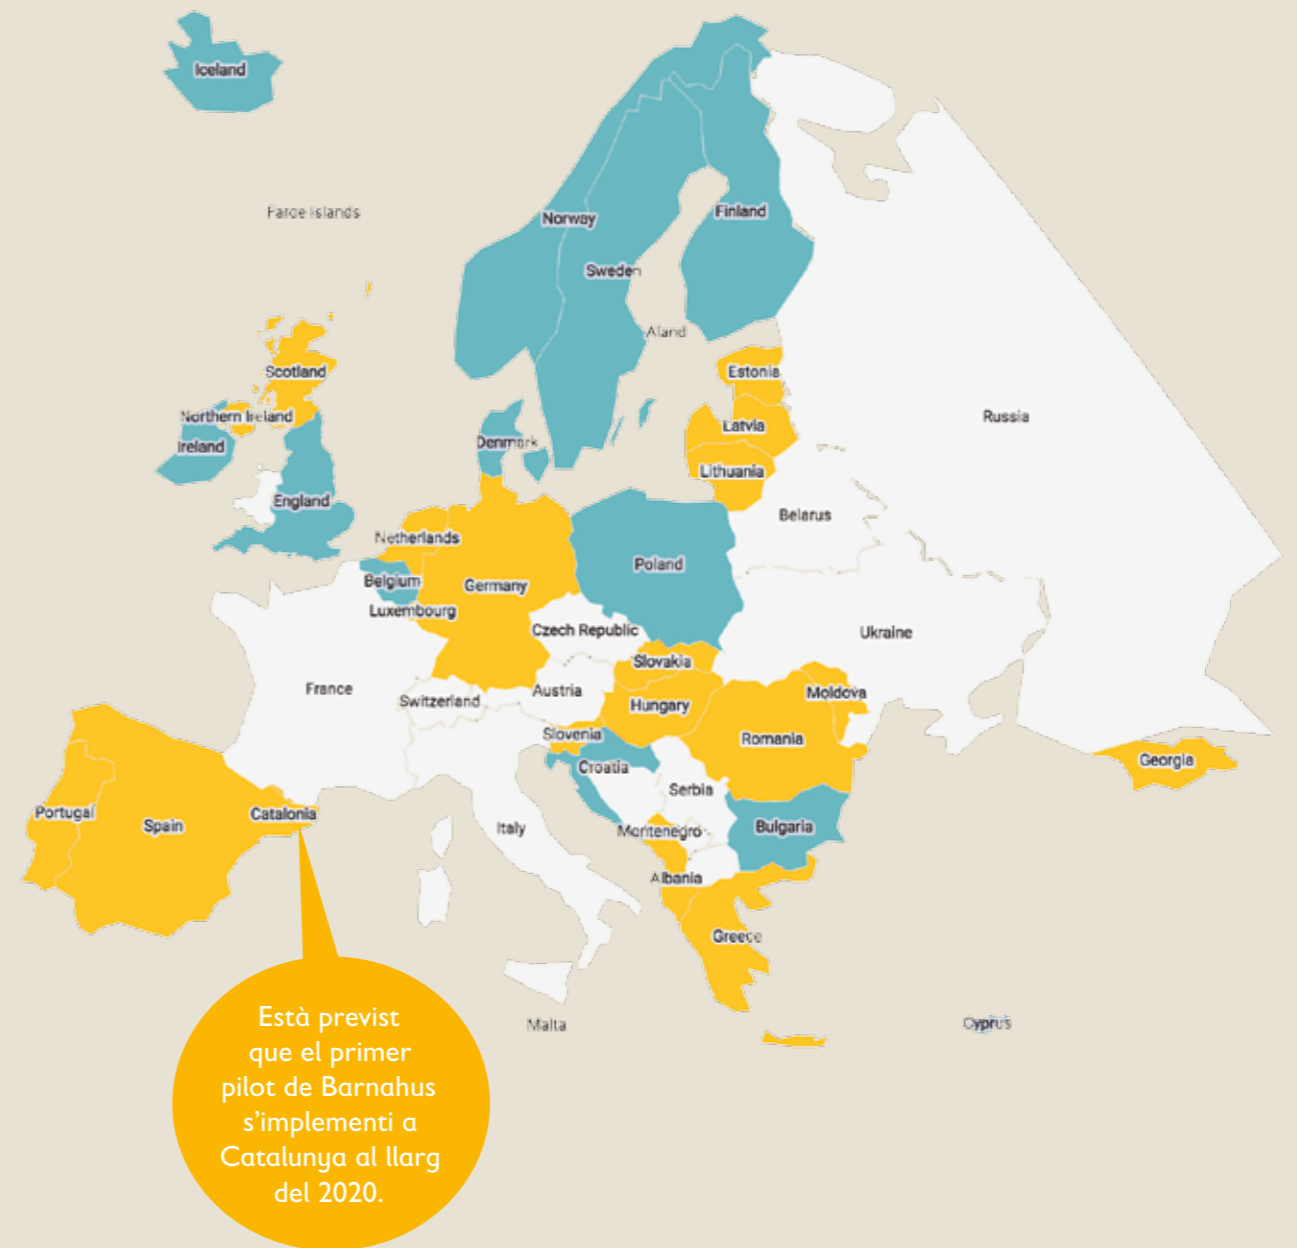 Iceland
Faroe Islands
Norway
Finland
Sweden
Aland
Scotland
Estonia
Northern Ireland
Russia
Latvia
Ireland
Denmark
Lithuania
England
Belarus
Netherlands
Poland
Belgium
Germany
Luxembourg
Czech Republic
Ukraine
Slovakia
France
Austria
Moldova
Switzerland
Hungary
Slovenia
Romania
Georgia
Croatia
Serbia
Portugal
Catalonia
Spain
Italy
Bulgaria
Montenegro
Albania
Greece
Malta
Cyprus
Està previst
que el primer
pilot de Barnahus
s’implementi a
Catalunya al llarg
del 2020.